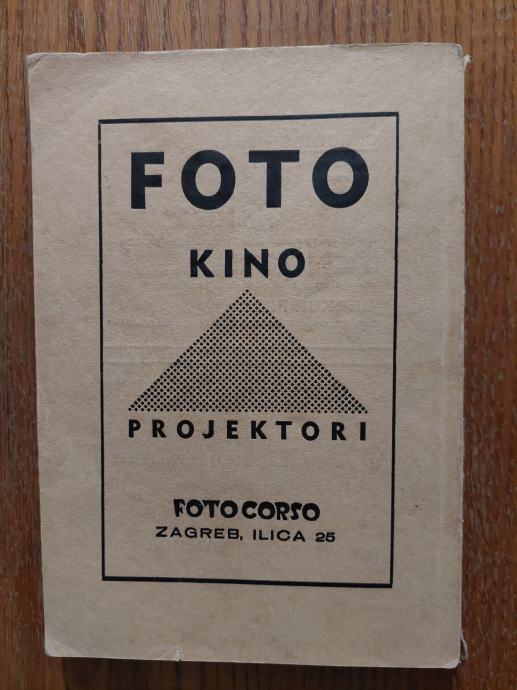 FOTO
KINO
PROJEKTORI
FOTO CORSO
ZAGREB, ILICA 25